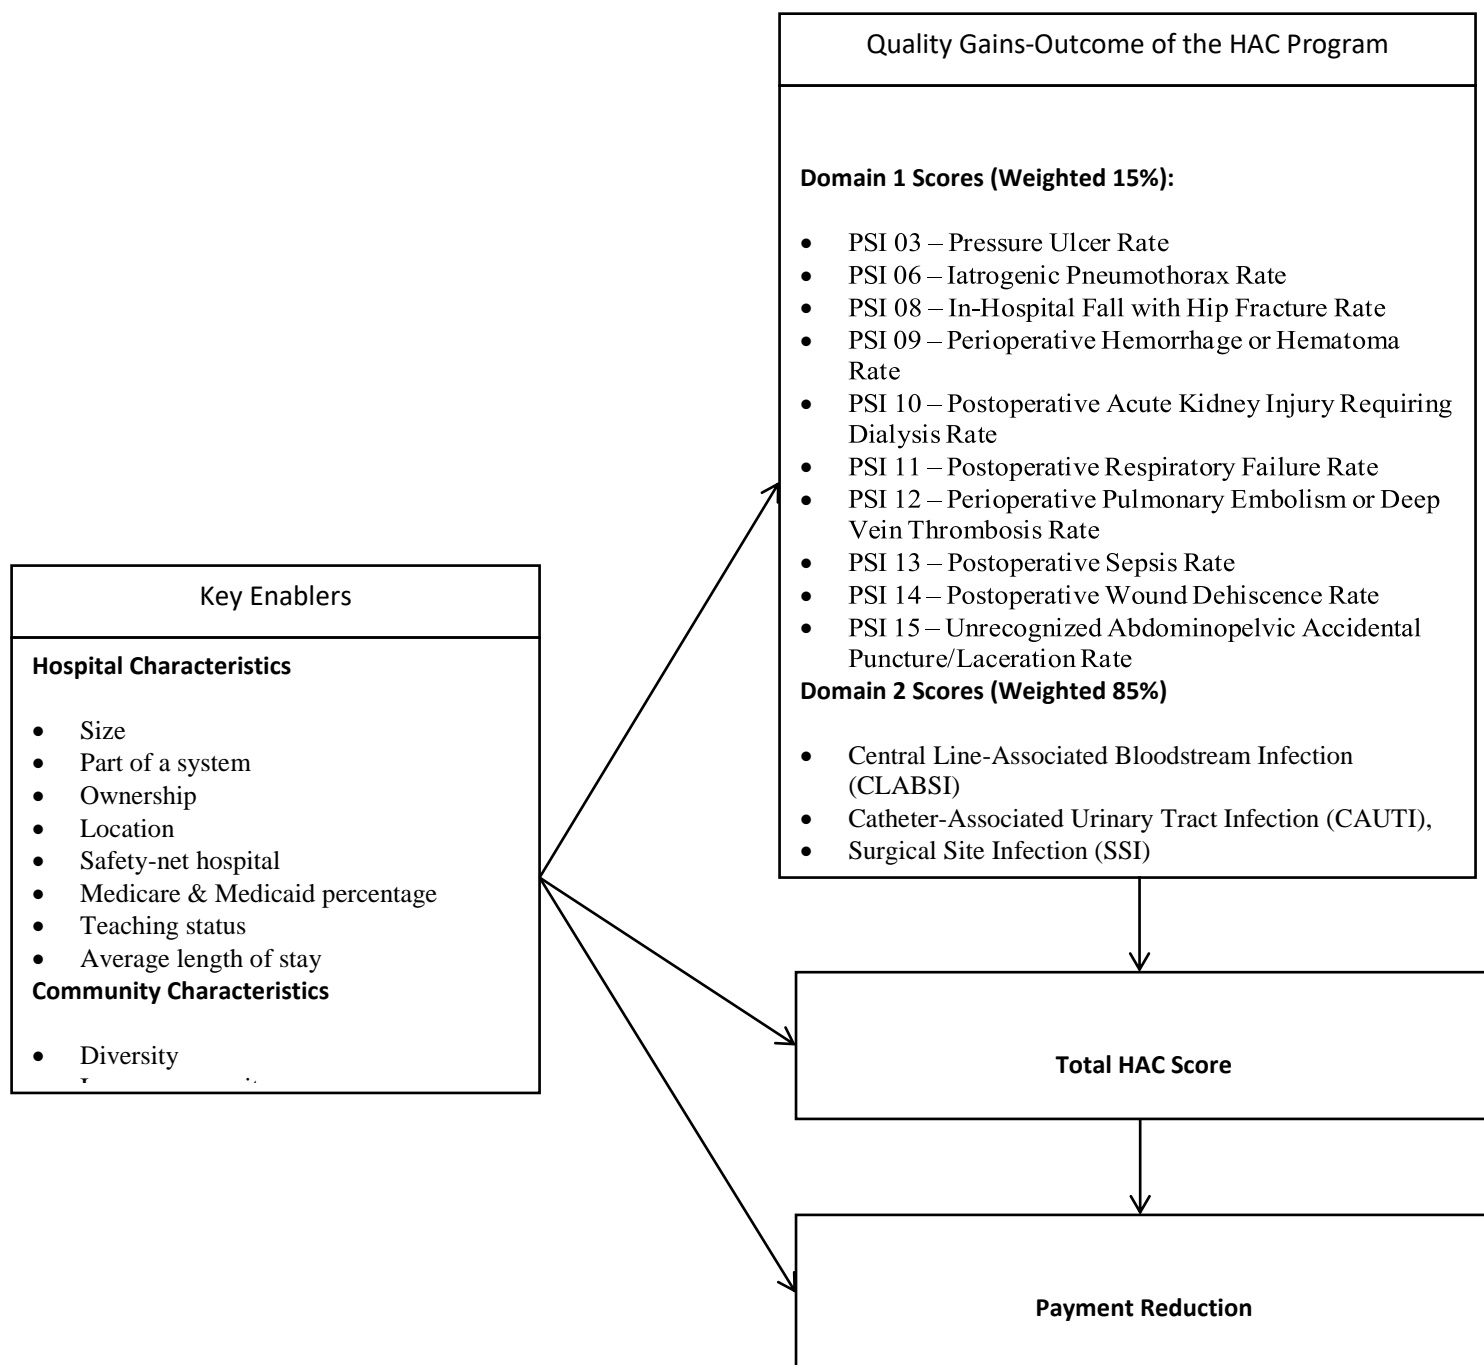 Quality Gains-Outcome of the HAC Program
Domain 1 Scores (Weighted 15%):
• PSI 03 – Pressure Ulcer Rate
• PSI 06 – Iatrogenic Pneumothorax Rate
• PSI 08 – In-Hospital Fall with Hip Fracture Rate
• PSI 09 – Perioperative Hemorrhage or Hematoma
Rate
• PSI 10 – Postoperative Acute Kidney Injury Requiring
Dialysis Rate
• PSI 11 – Postoperative Respiratory Failure Rate
• PSI 12 – Perioperative Pulmonary Embolism or Deep
Vein Thrombosis Rate
• PSI 13 – Postoperative Sepsis Rate
• PSI 14 – Postoperative Wound Dehiscence Rate
• PSI 15 – Unrecognized Abdominopelvic Accidental
Puncture/Laceration Rate
Domain 2 Scores (Weighted 85%)
• Central Line-Associated Bloodstream Infection
(CLABSI)
• Catheter-Associated Urinary Tract Infection (CAUTI),
• Surgical Site Infection (SSI)
Key Enablers
Hospital Characteristics
• Size
• Part of a system
• Ownership
• Location
• Safety-net hospital
• Medicare & Medicaid percentage
• Teaching status
• Average length of stay
Community Characteristics
• Diversity
Total HAC Score
Payment Reduction